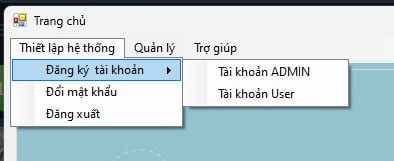 Trang chủ
Thiết lập hệ thống Quản lý Trợ giúp
Đăng ký tài khoản
Tài khoản ADMIN
Đổi mật khẩu
Tài khoản User
Đăng xuất